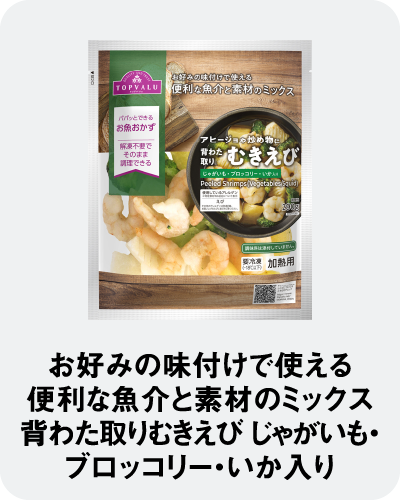 TOPVALU
お好みの味付けで使える
便利な魚介と素材のミックス
パパッとできる
お魚おかず
解凍不要で
そのまま
調理できる
アヒージョや炒め物に
背わた取り むきえび
じゃがいも・ブロッコリー・いか入り
Peeled Shrimps(Vegetables/Squid)
えび
調味料は添付していません。
要冷凍
加熱用
お好みの味付けで使える
便利な魚介と素材のミックス
背わた取りむきえび じゃがいも・
ブロッコリー・いか入り